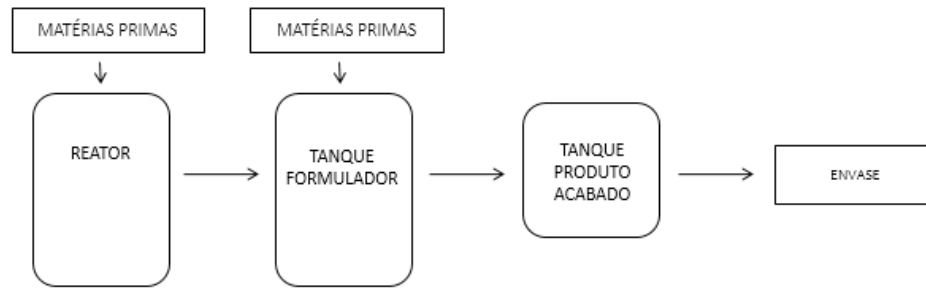 MATÉRIAS PRIMAS
MATÉRIAS PRIMAS
REATOR
TANQUE
FORMULADOR
TANQUE
PRODUTO
ACABADO
ENVASE